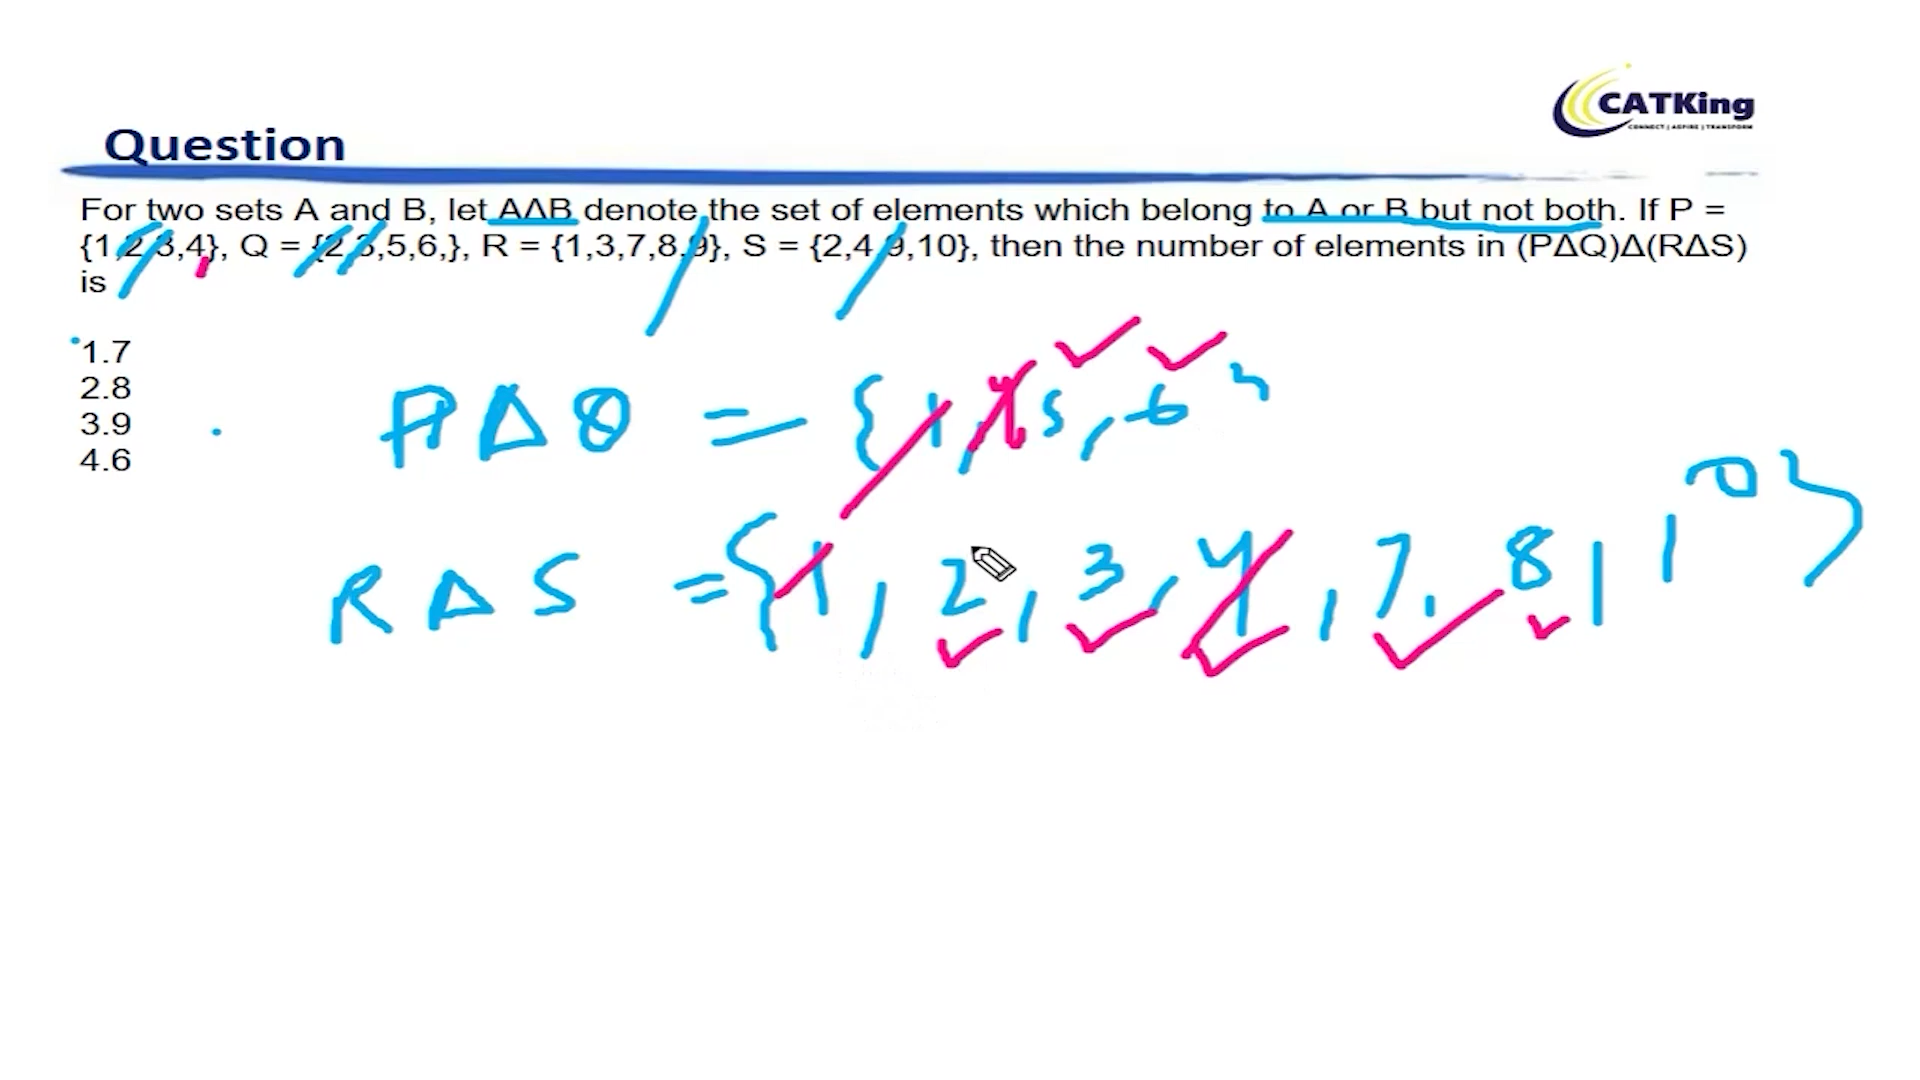 CATKing
CONNECT | ASPIRE | TRANSFORM
Question
For two sets A and B, let AΔB denote the set of elements which belong to A or B but not both. If P =
{1,2,3,4}, Q = {2,3,5,6,}, R = {1,3,7,8,9}, S = {2,4,9,10}, then the number of elements in (PΔQ)Δ(RΔS)
is
1.7
2.8
3.9
4.6
PΔQ = {1, 4 5, 6}
RΔS = {1, 2, 3, 4, 7, 8, 10}